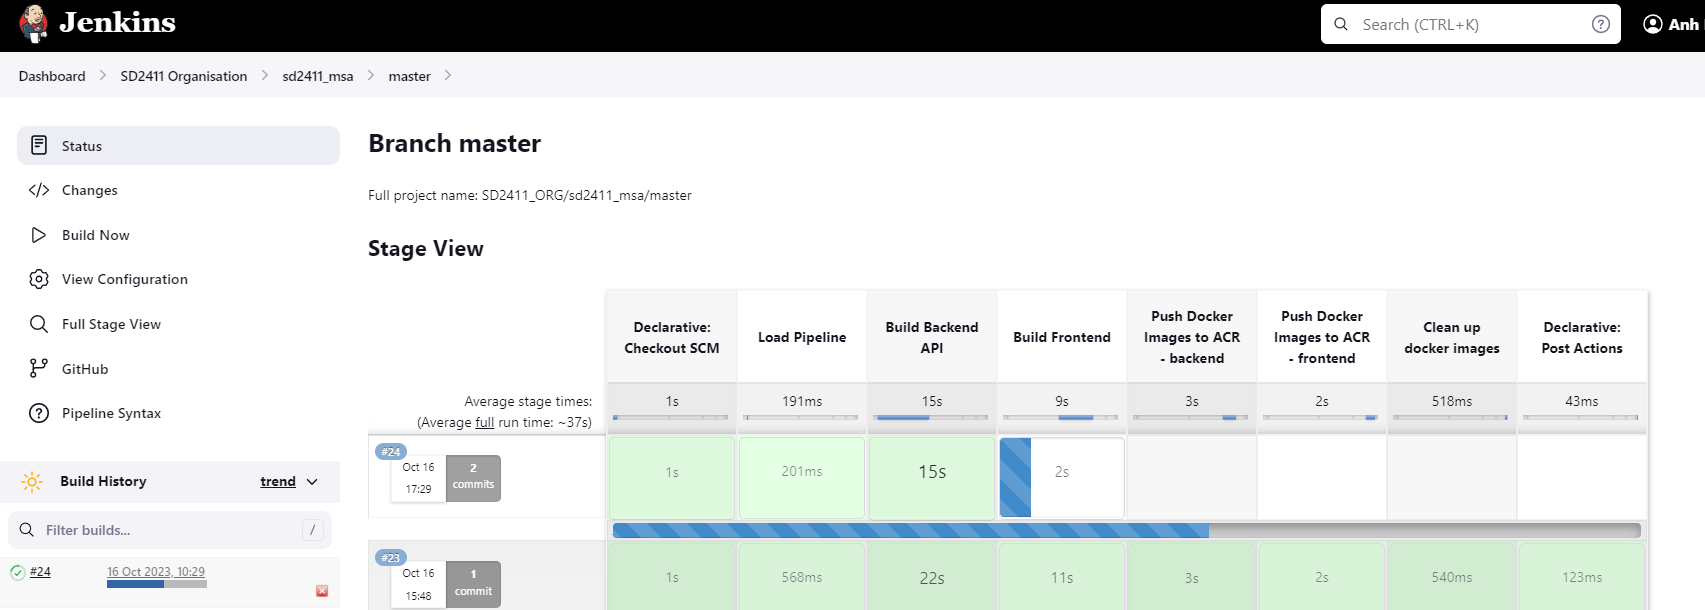 Jenkins
Search (CTRL+K)
?
Anh
Dashboard > SD2411 Organisation > sd2411_msa > master >
Status
Changes
Build Now
View Configuration
Full Stage View
GitHub
Pipeline Syntax
Build History trend
Filter builds... /
#24 16 Oct 2023, 10:29
Branch master
Full project name: SD2411_ORG/sd2411_msa/master
Stage View
Declarative: Checkout SCM
Load Pipeline
Build Backend API
Build Frontend
Push Docker Images to ACR - backend
Push Docker Images to ACR - frontend
Clean up docker images
Declarative: Post Actions
Average stage times: 1s 191ms 15s 9s 3s 2s 518ms 43ms
(Average full run time: ~37s)
#24
Oct 16 17:29 2 commits 1s 201ms 15s 2s
#23
Oct 16 15:48 1 commit 1s 568ms 22s 11s 3s 2s 540ms 123ms